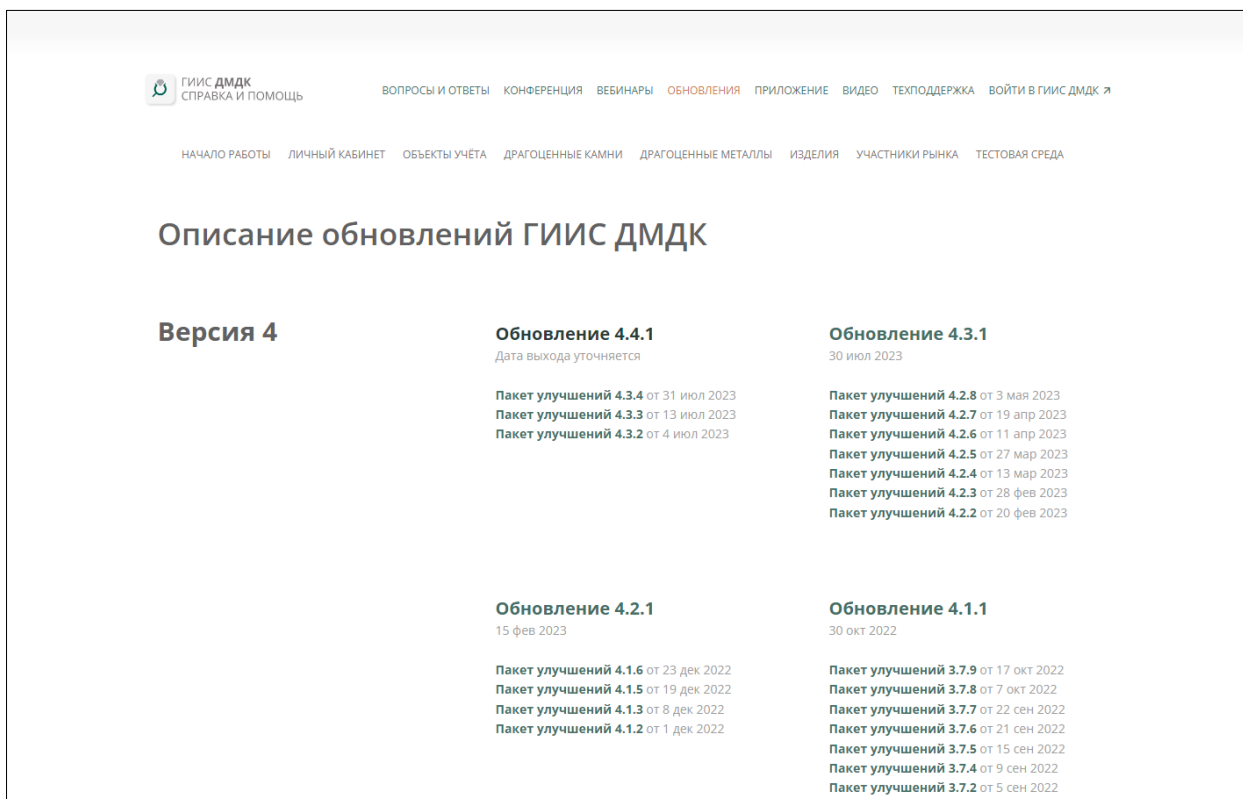 ГИИС ДМДК
СПРАВКА И ПОМОЩЬ
ВОПРОСЫ И ОТВЕТЫ КОНФЕРЕНЦИЯ ВЕБИНАРЫ ОБНОВЛЕНИЯ ПРИЛОЖЕНИЕ ВИДЕО ТЕХПОДДЕРЖКА ВОЙТИ В ГИИС ДМДК ↗
НАЧАЛО РАБОТЫ ЛИЧНЫЙ КАБИНЕТ ОБЪЕКТЫ УЧЁТА ДРАГОЦЕННЫЕ КАМНИ ДРАГОЦЕННЫЕ МЕТАЛЛЫ ИЗДЕЛИЯ УЧАСТНИКИ РЫНКА ТЕСТОВАЯ СРЕДА
Описание обновлений ГИИС ДМДК
Версия 4
Обновление 4.4.1
Дата выхода уточняется
Пакет улучшений 4.3.4 от 31 июл 2023
Пакет улучшений 4.3.3 от 13 июл 2023
Пакет улучшений 4.3.2 от 4 июл 2023
Обновление 4.3.1
30 июл 2023
Пакет улучшений 4.2.8 от 3 мая 2023
Пакет улучшений 4.2.7 от 19 апр 2023
Пакет улучшений 4.2.6 от 11 апр 2023
Пакет улучшений 4.2.5 от 27 мар 2023
Пакет улучшений 4.2.4 от 13 мар 2023
Пакет улучшений 4.2.3 от 28 фев 2023
Пакет улучшений 4.2.2 от 20 фев 2023
Обновление 4.2.1
15 фев 2023
Пакет улучшений 4.1.6 от 23 дек 2022
Пакет улучшений 4.1.5 от 19 дек 2022
Пакет улучшений 4.1.3 от 8 дек 2022
Пакет улучшений 4.1.2 от 1 дек 2022
Обновление 4.1.1
30 окт 2022
Пакет улучшений 3.7.9 от 17 окт 2022
Пакет улучшений 3.7.8 от 7 окт 2022
Пакет улучшений 3.7.7 от 22 сен 2022
Пакет улучшений 3.7.6 от 21 сен 2022
Пакет улучшений 3.7.5 от 15 сен 2022
Пакет улучшений 3.7.4 от 9 сен 2022
Пакет улучшений 3.7.2 от 5 сен 2022